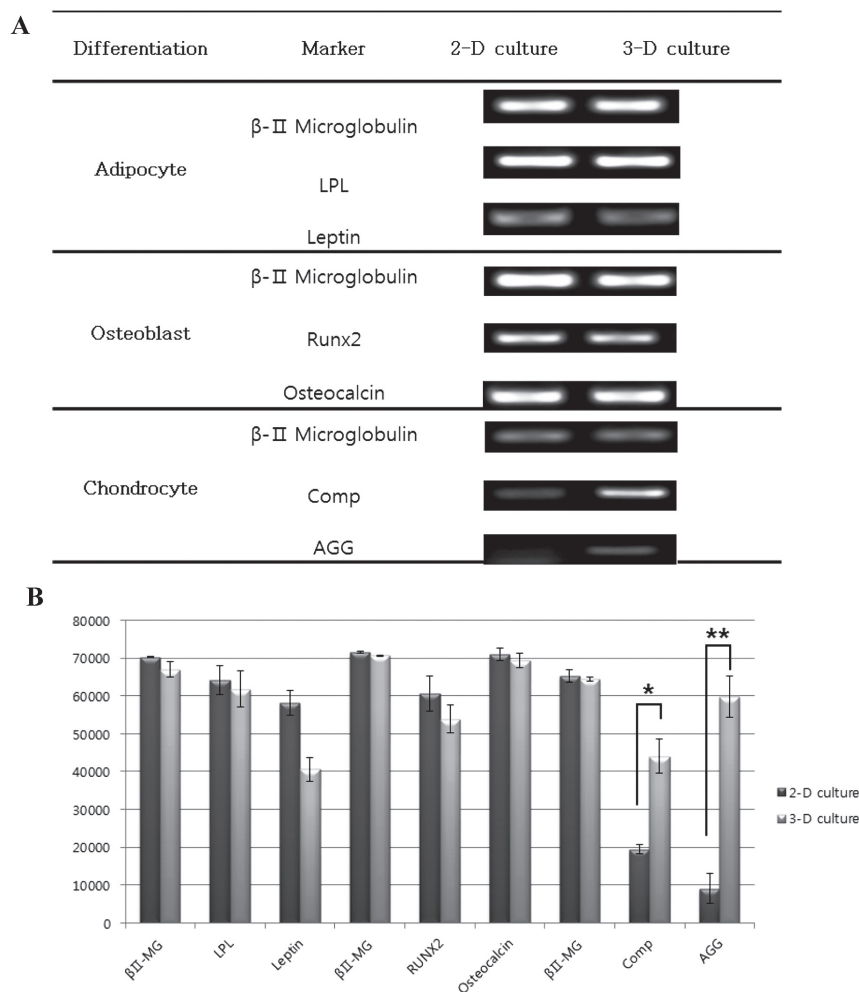 A
Differentiation Marker 2-D culture 3-D culture
β-Ⅱ Microglobulin
Adipocyte
LPL
Leptin
β-Ⅱ Microglobulin
Osteoblast
Runx2
Osteocalcin
β-Ⅱ Microglobulin
Chondrocyte
Comp
AGG
B
80000
70000
60000
50000
40000
30000
20000
10000
0
*
**
2-D culture
3-D culture
βII-MG LPL Leptin βII-MG RUNX2 Osteocalcin βII-MG Comp AGG